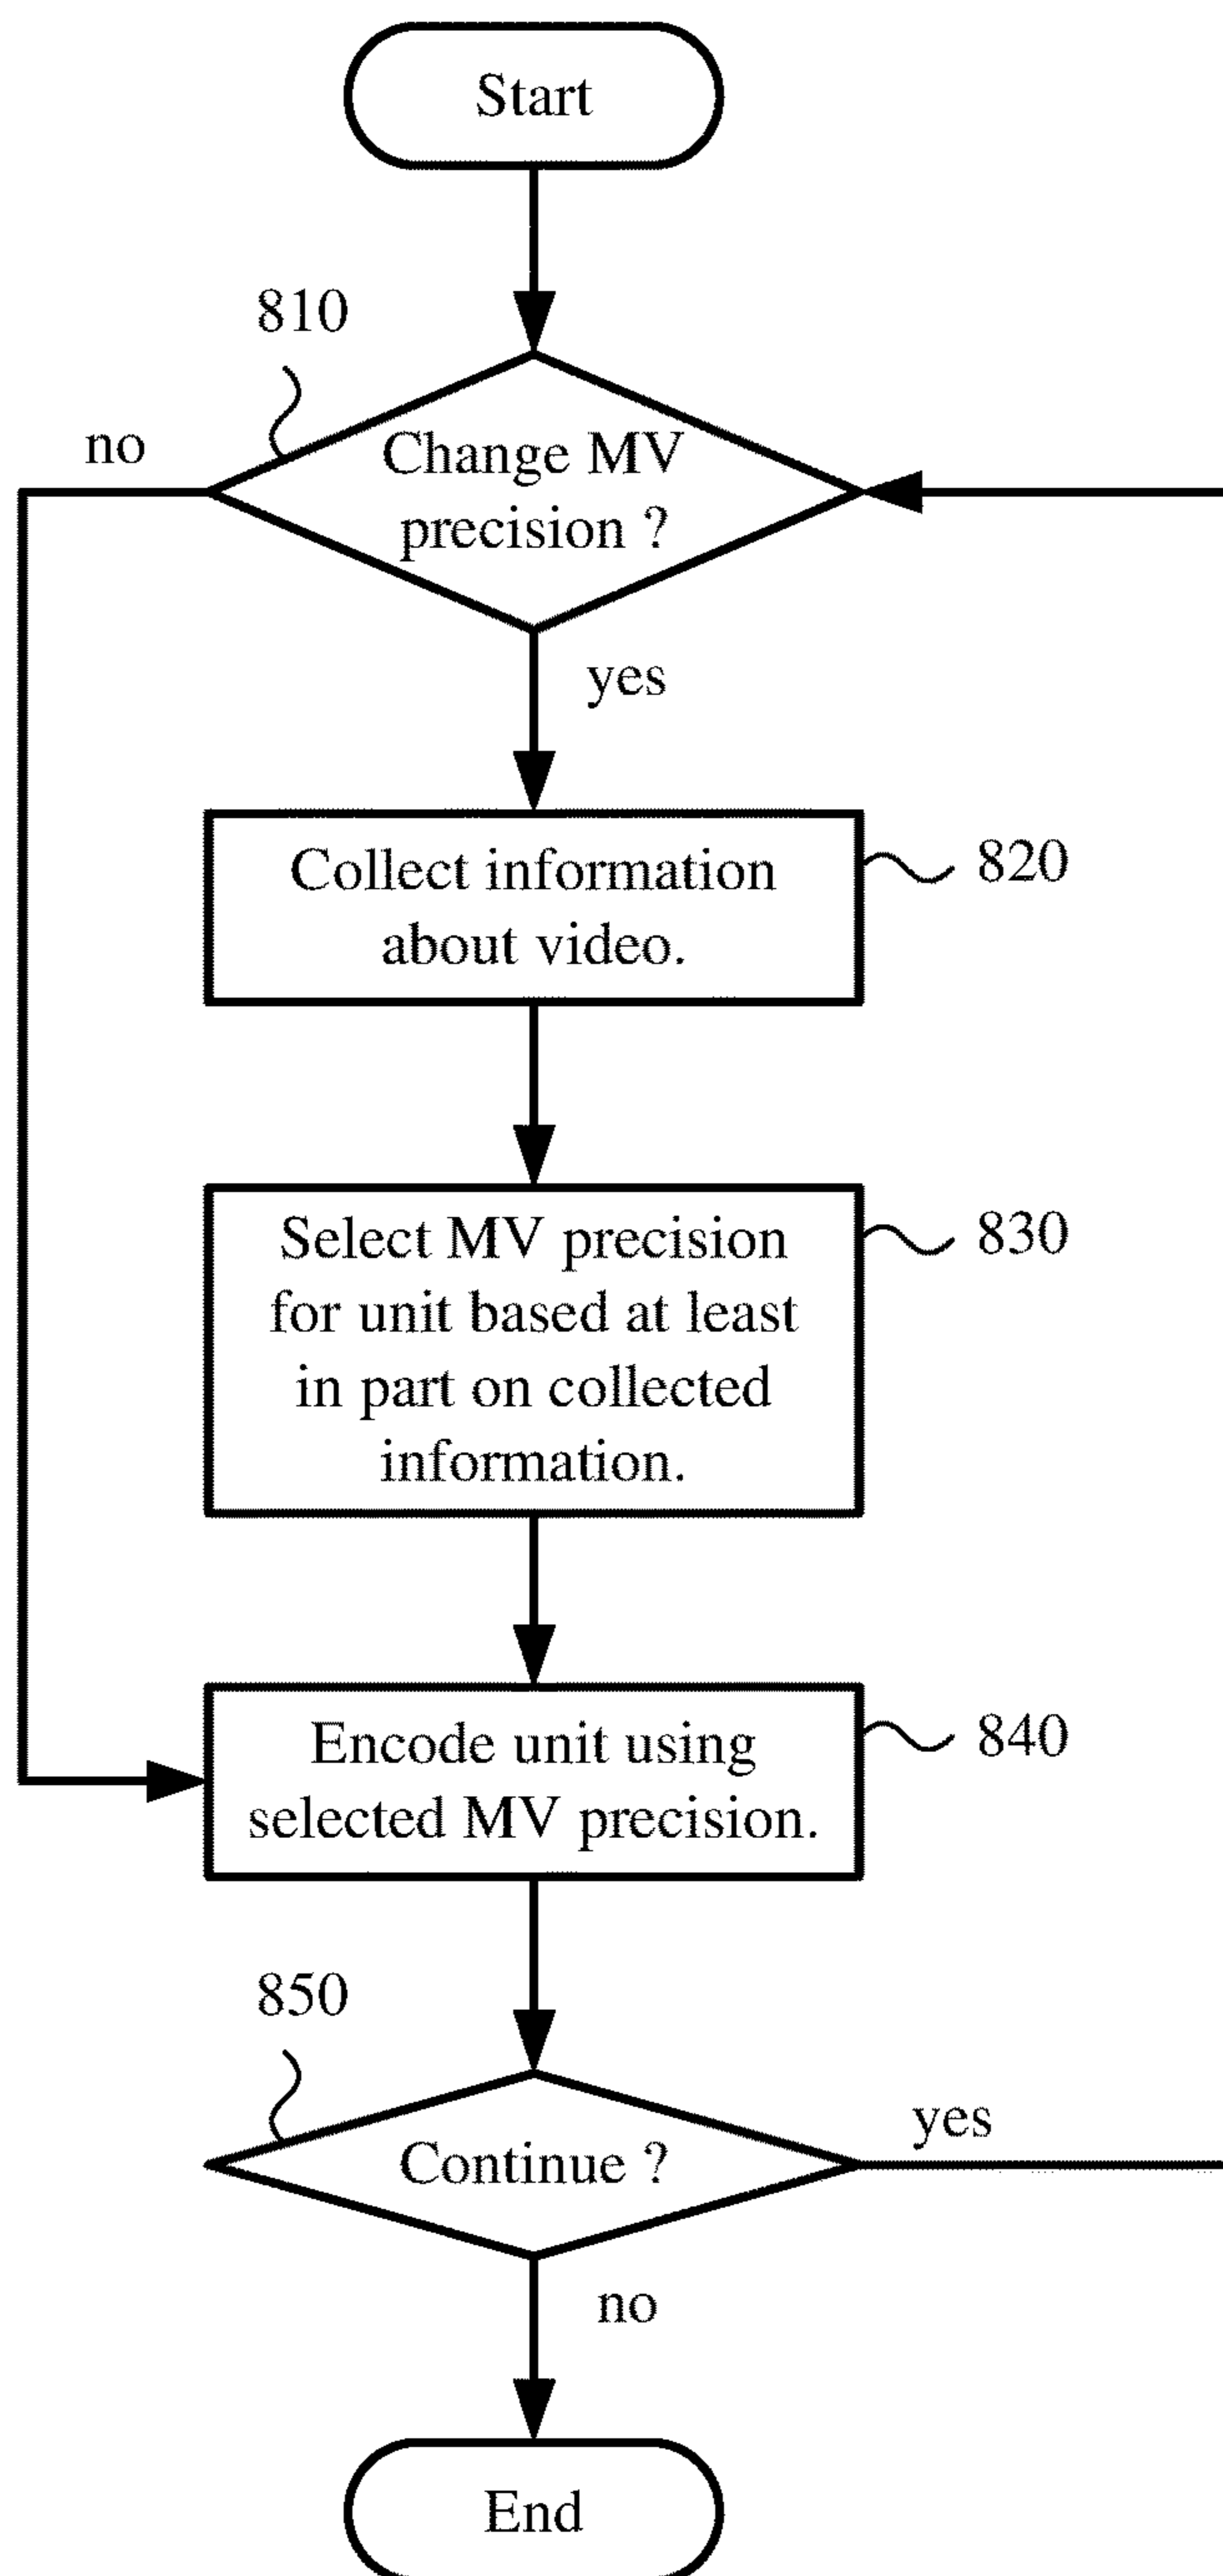 Start
810
no
Change MV
precision ?
yes
Collect information
about video.
820
Select MV precision
for unit based at least
in part on collected
information.
830
Encode unit using
selected MV precision.
840
850
Continue ?
yes
no
End